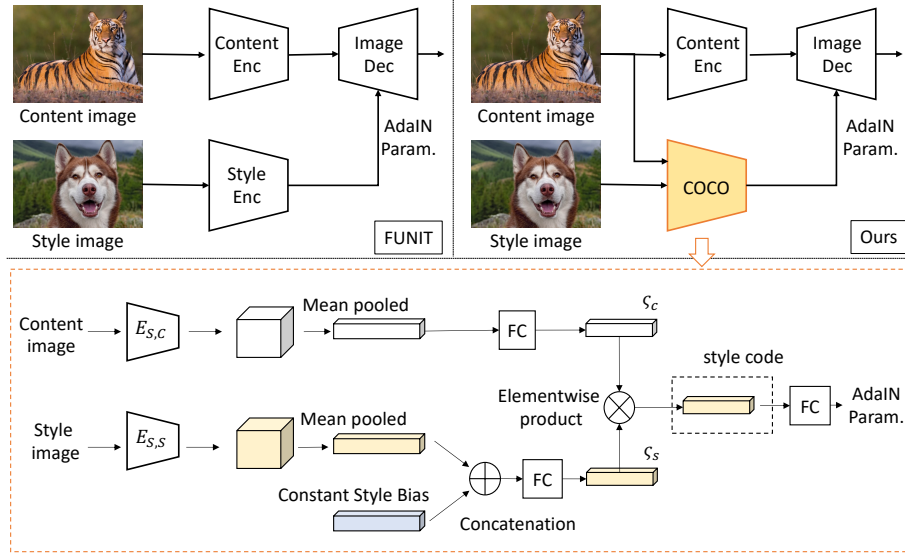 Content
Enc
Image
Dec
Content image
AdaIN
Param.
Style
Enc
Style image
FUNIT
Content
Enc
Image
Dec
Content image
AdaIN
Param.
COCO
Style image
Ours
Content
image
E_{S,C}
Mean pooled
FC
ς_c
style code
Elementwise
product
FC
AdaIN
Param.
Style
image
E_{S,S}
Mean pooled
FC
ς_s
Constant Style Bias
Concatenation